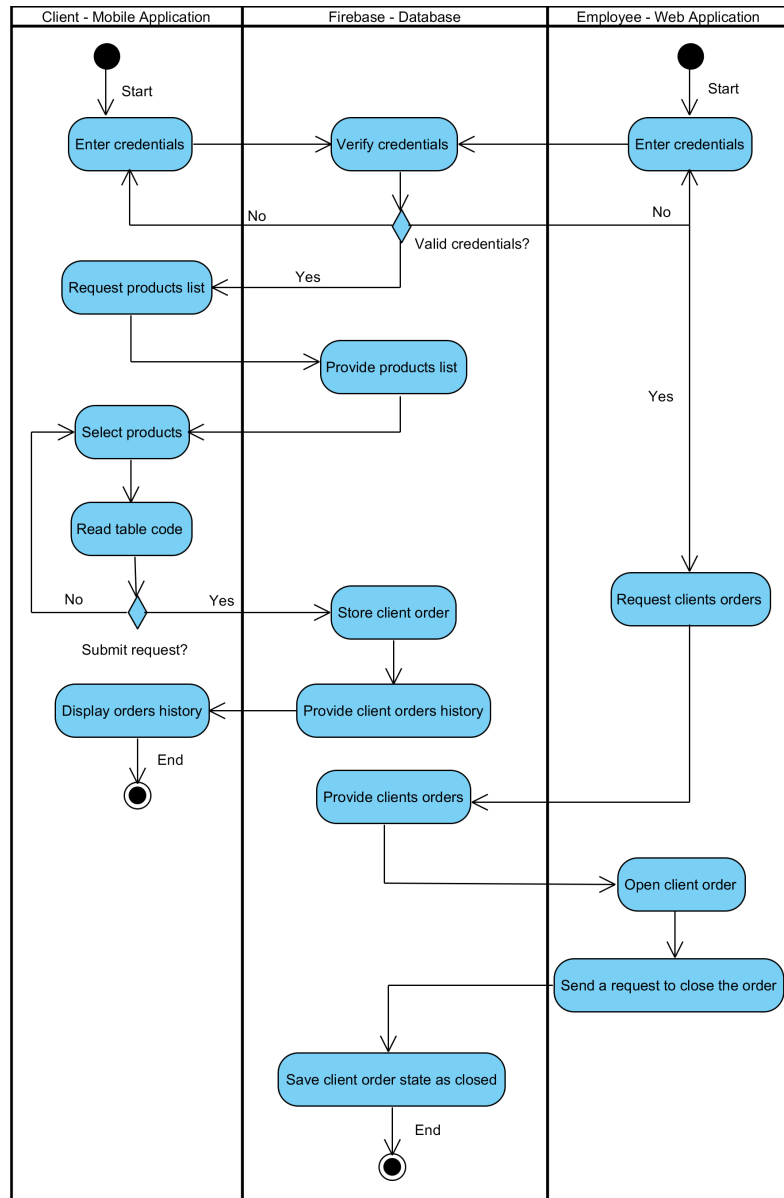 Client - Mobile Application
Firebase - Database
Employee - Web Application
Start
Start
Enter credentials
Verify credentials
Enter credentials
No
No
Valid credentials?
Yes
Request products list
Provide products list
Yes
Select products
Read table code
No
Yes
Store client order
Request clients orders
Submit request?
Display orders history
Provide client orders history
End
Provide clients orders
Open client order
Send a request to close the order
Save client order state as closed
End